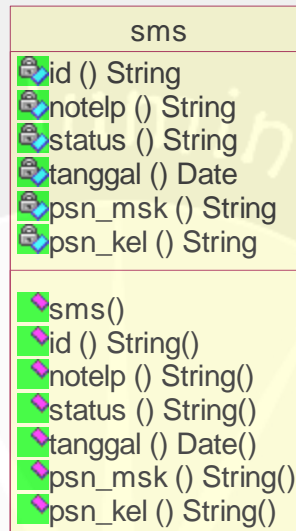 sms
id () String
notelp () String
status () String
tanggal () Date
psn_msk () String
psn_kel () String
sms()
id () String()
notelp () String()
status () String()
tanggal () Date()
psn_msk () String()
psn_kel () String()